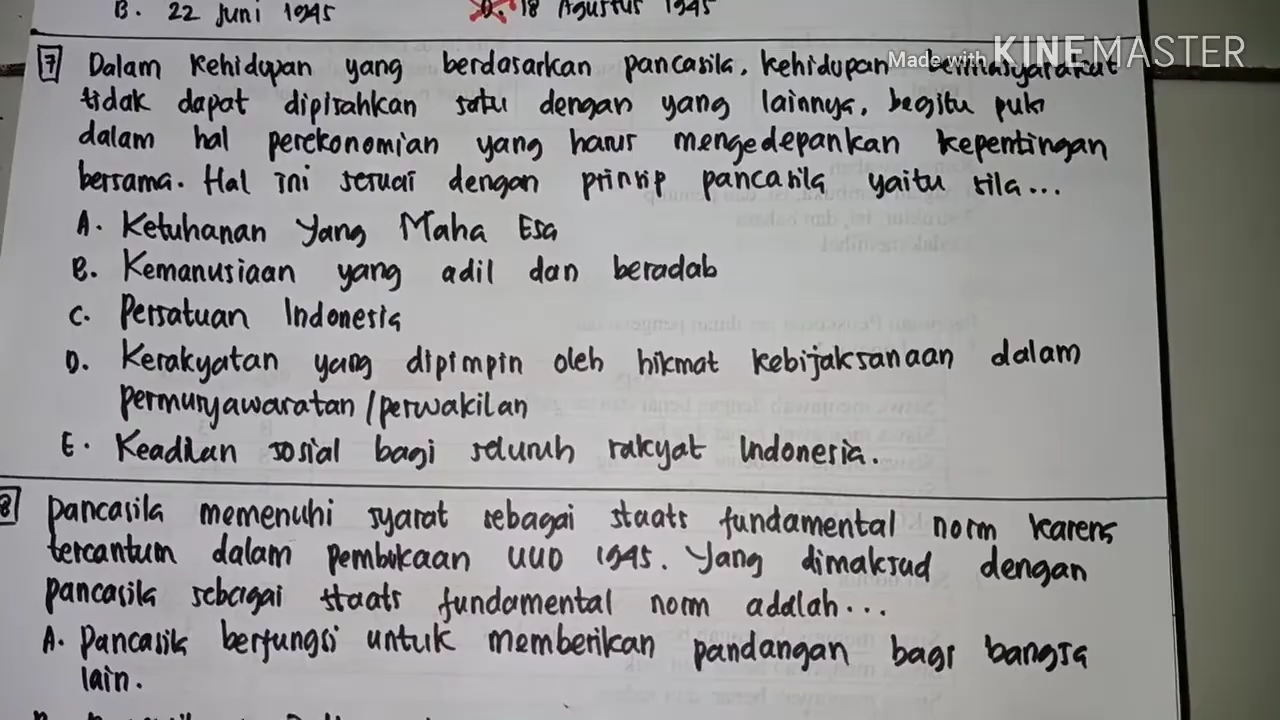 B. 22 Juni 1945 D. 18 Agustus 1945
Made with KINEMASTER
7 Dalam kehidupan yang berdasarkan pancasila, kehidupan bermasyarakat
tidak dapat dipisahkan satu dengan yang lainnya, begitu pula
dalam hal perekonomian yang harus mengedepankan kepentingan
bersama. Hal ini sesuai dengan prinsip pancasila yaitu sila...
A. Ketuhanan Yang Maha Esa
B. Kemanusiaan yang adil dan beradab
C. Persatuan Indonesia
D. Kerakyatan yang dipimpin oleh hikmat kebijaksanaan dalam
permusyawaratan/perwakilan
E. Keadilan sosial bagi seluruh rakyat Indonesia.
8 Pancasila memenuhi syarat sebagai staats fundamental norm karena
tercantum dalam pembukaan UUD 1945. Yang dimaksud dengan
pancasila sebagai staats fundamental norm adalah...
A. Pancasila berfungsi untuk memberikan pandangan bagi bangsa
lain.